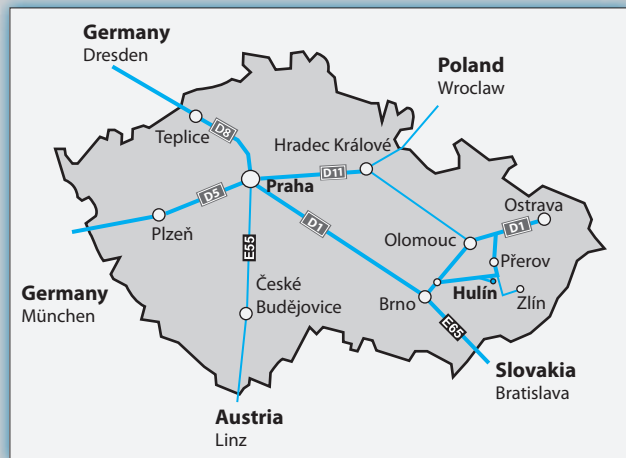 Germany
Dresden
Poland
Wroclaw
Teplice
D8
Hradec Králové
D11
Praha
D5
Plzeň
D1
Ostrava
D1
Olomouc
Přerov
E55
České
Budějovice
Germany
München
Brno
Hulín
Zlín
E65
Slovakia
Bratislava
Austria
Linz